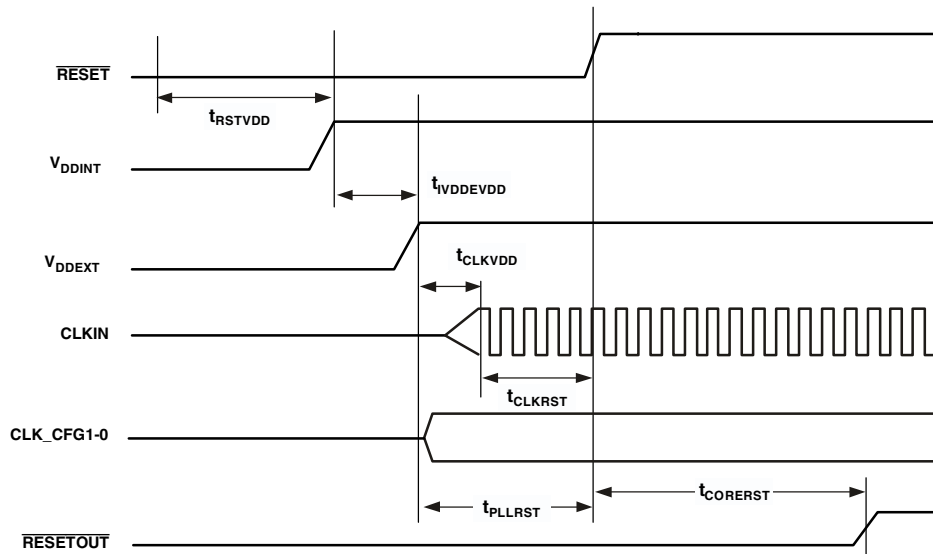 RESET
tRSTVDD
VDDINT
tIVDDEVDD
VDDEXT
tCLKVDD
CLKIN
tCLKRST
CLK_CFG1-0
tCORERST
tPLLRST
RESETOUT